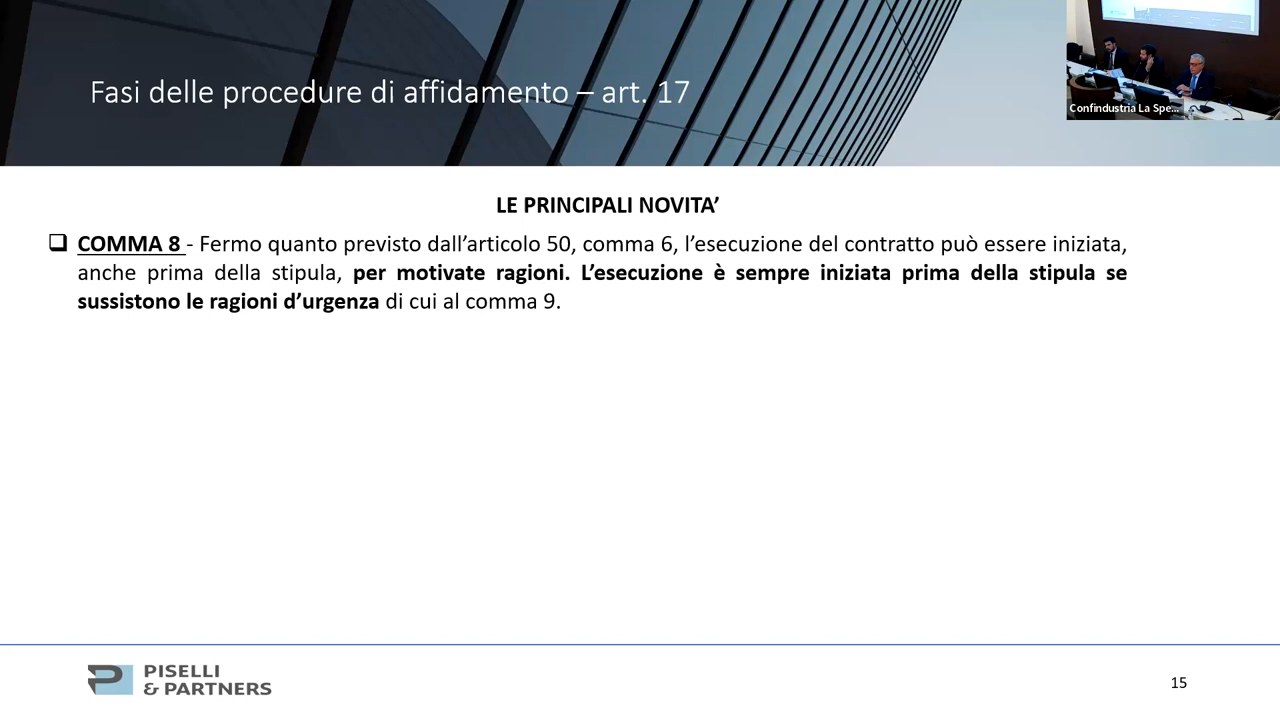 Fasi delle procedure di affidamento – art. 17
Confindustria La Spe...
LE PRINCIPALI NOVITA’
❑ COMMA 8 - Fermo quanto previsto dall’articolo 50, comma 6, l’esecuzione del contratto può essere iniziata,
anche prima della stipula, per motivate ragioni. L’esecuzione è sempre iniziata prima della stipula se
sussistono le ragioni d’urgenza di cui al comma 9.
PISELLI
& PARTNERS
15